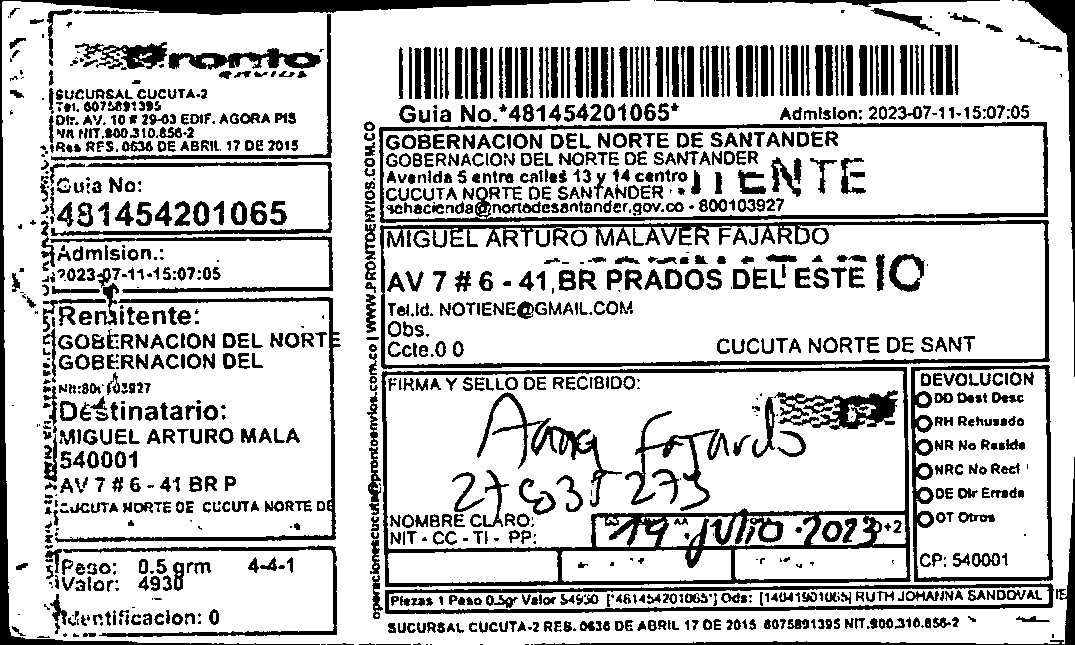 Pronto
ENVIOS
SUCURSAL CUCUTA-2
Tel. 6075891395
Dir. AV. 10 # 29-03 EDIF. AGORA PIS
NIT.900.310.856-2
Res RES. 0636 DE ABRIL 17 DE 2015
Guia No:
481454201065
Admision.:
2023-07-11-15:07:05
Remitente:
GOBERNACION DEL NORTE
GOBERNACION DEL
Destinatario:
MIGUEL ARTURO MALA
540001
AV 7 # 6 - 41 BR P
CUCUTA NORTE DE CUCUTA NORTE DE
Peso: 0.5 grm 4-4-1
Valor: 4930
Identificacion: 0
operacionescucuta@prontoenvios.com.co | WWW.PRONTOENVIOS.COM.CO
Guia No.*481454201065*
Admision: 2023-07-11-15:07:05
GOBERNACION DEL NORTE DE SANTANDER
GOBERNACION DEL NORTE DE SANTANDER
Avenida 5 entre calles 13 y 14 centro
CUCUTA NORTE DE SANTANDER
sehacienda@nortedesantander.gov.co - 800103927
MIGUEL ARTURO MALAVER FAJARDO
AV 7 # 6 - 41 BR PRADOS DEL ESTE
Tel.Id. NOTIENE@GMAIL.COM
Obs.
Ccte.0 0
CUCUTA NORTE DE SANT
FIRMA Y SELLO DE RECIBIDO:
Fajardo
NOMBRE CLARO:
NIT - CC - TI - PP:
19 Julio 2023
DEVOLUCION
DD Dest Desc
RH Rehusado
NR No Reside
NRC No Recl
DE Dir Errada
OT Otros
CP: 540001
Piezas 1 Peso 0.5gr Valor $4930 [*481454201065*] Ods: RUTH JOHANNA SANDOVAL
SUCURSAL CUCUTA-2 RES. 0636 DE ABRIL 17 DE 2015 6075891395 NIT.900.310.856-2